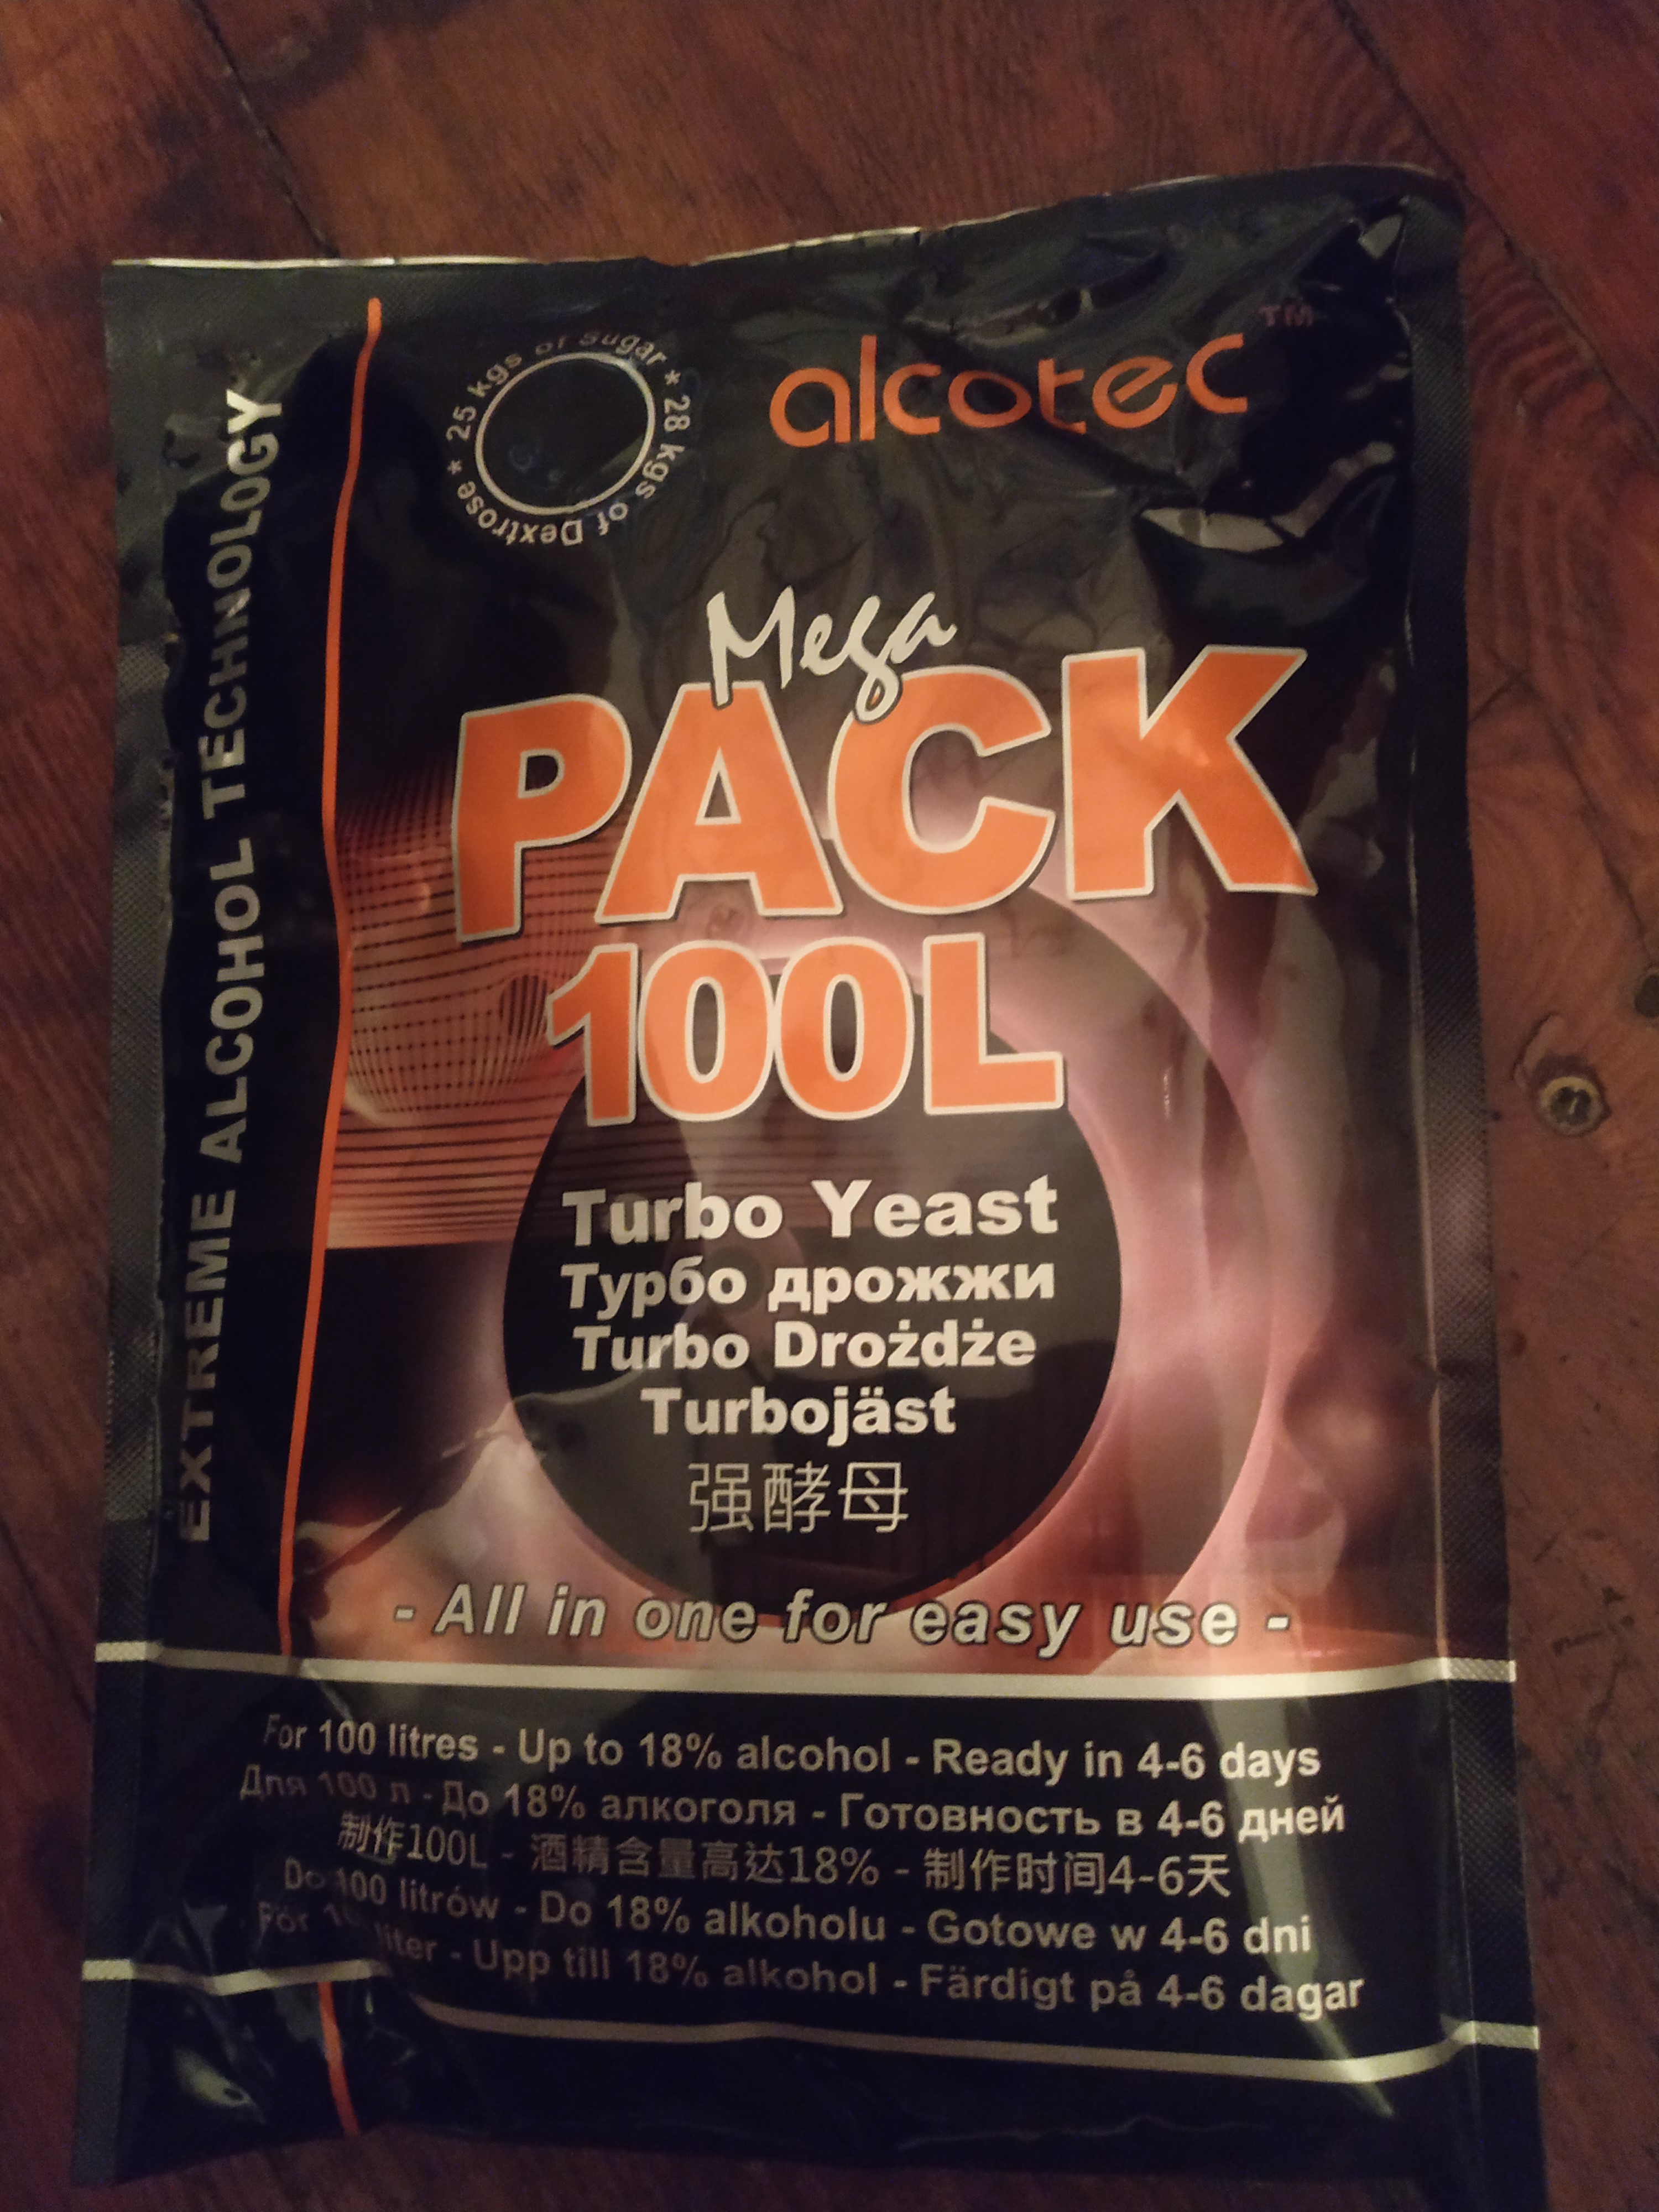 * 25 kgs of Sugar * 28 kgs of Dextrose
alcotec™
EXTREME ALCOHOL TECHNOLOGY
Mega
PACK
100L
Turbo Yeast
Турбо дрожжи
Turbo Drożdże
Turbojäst
强酵母
- All in one for easy use -
For 100 litres - Up to 18% alcohol - Ready in 4-6 days
Для 100 л - До 18% алкоголя - Готовность в 4-6 дней
制作100L - 酒精含量高达18% - 制作时间4-6天
Do 100 litrów - Do 18% alkoholu - Gotowe w 4-6 dni
För liter - Upp till 18% alkohol - Färdigt på 4-6 dagar